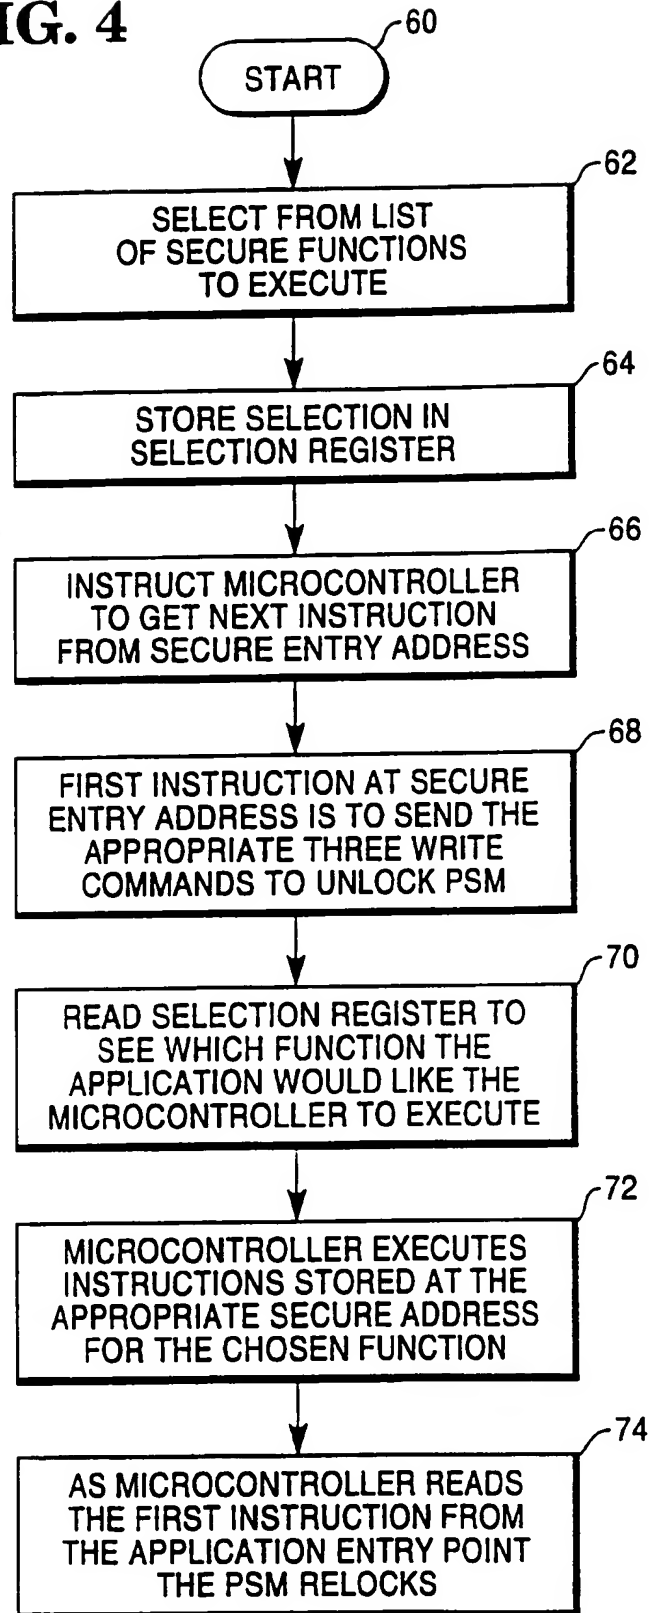 IG. 4
60
START
62
SELECT FROM LIST
OF SECURE FUNCTIONS
TO EXECUTE
64
STORE SELECTION IN
SELECTION REGISTER
66
INSTRUCT MICROCONTROLLER
TO GET NEXT INSTRUCTION
FROM SECURE ENTRY ADDRESS
68
FIRST INSTRUCTION AT SECURE
ENTRY ADDRESS IS TO SEND THE
APPROPRIATE THREE WRITE
COMMANDS TO UNLOCK PSM
70
READ SELECTION REGISTER TO
SEE WHICH FUNCTION THE
APPLICATION WOULD LIKE THE
MICROCONTROLLER TO EXECUTE
72
MICROCONTROLLER EXECUTES
INSTRUCTIONS STORED AT THE
APPROPRIATE SECURE ADDRESS
FOR THE CHOSEN FUNCTION
74
AS MICROCONTROLLER READS
THE FIRST INSTRUCTION FROM
THE APPLICATION ENTRY POINT
THE PSM RELOCKS